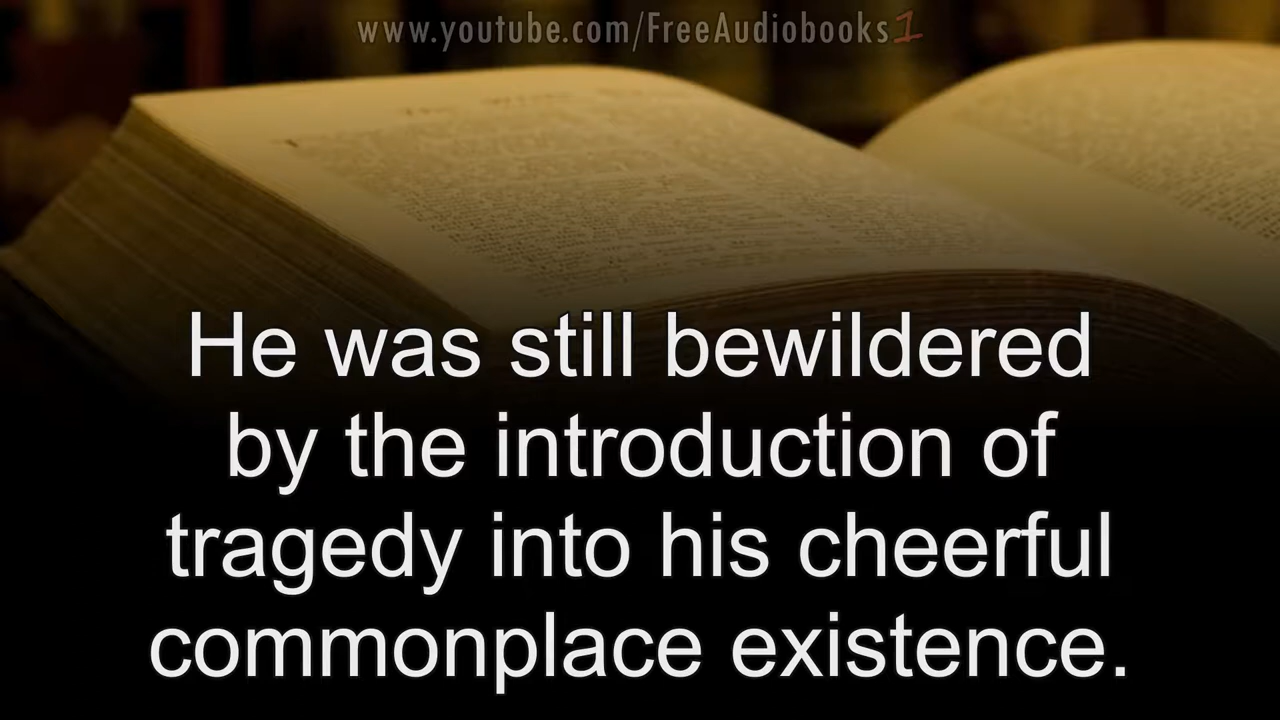 www.youtube.com/FreeAudiobooks1
He was still bewildered
by the introduction of
tragedy into his cheerful
commonplace existence.